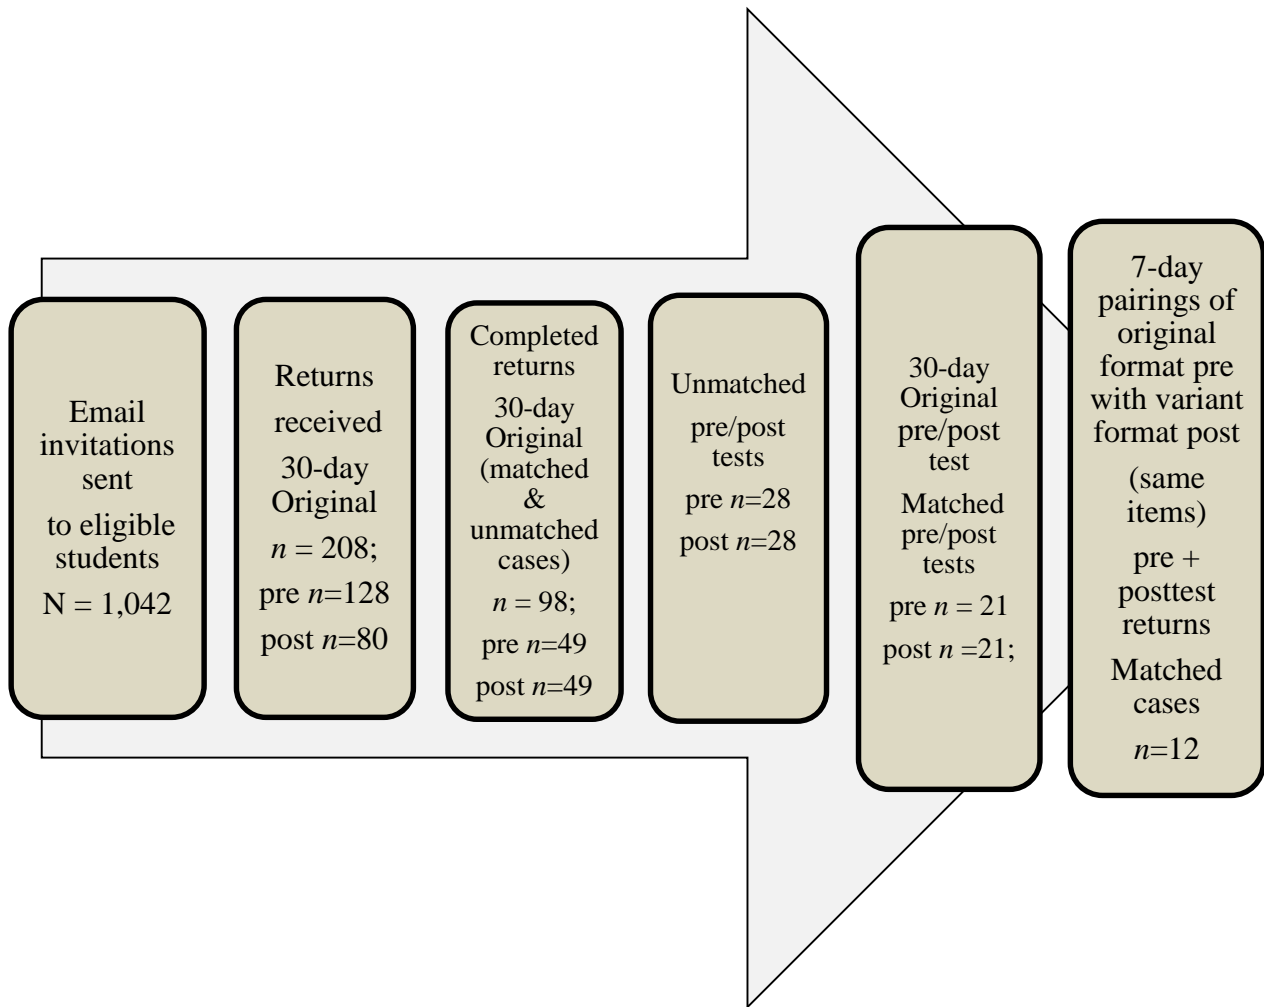 Email
invitations
sent
to eligible
students
N = 1,042
Returns
received
30-day
Original
n = 208;
pre n=128
post n=80
Completed
returns
30-day
Original
(matched
&
unmatched
cases)
n = 98;
pre n=49
post n=49
Unmatched
pre/post
tests
pre n=28
post n=28
30-day
Original
pre/post
test
Matched
pre/post
tests
pre n = 21
post n =21;
7-day
pairings of
original
format pre
with variant
format post
(same
items)
pre +
posttest
returns
Matched
cases
n=12